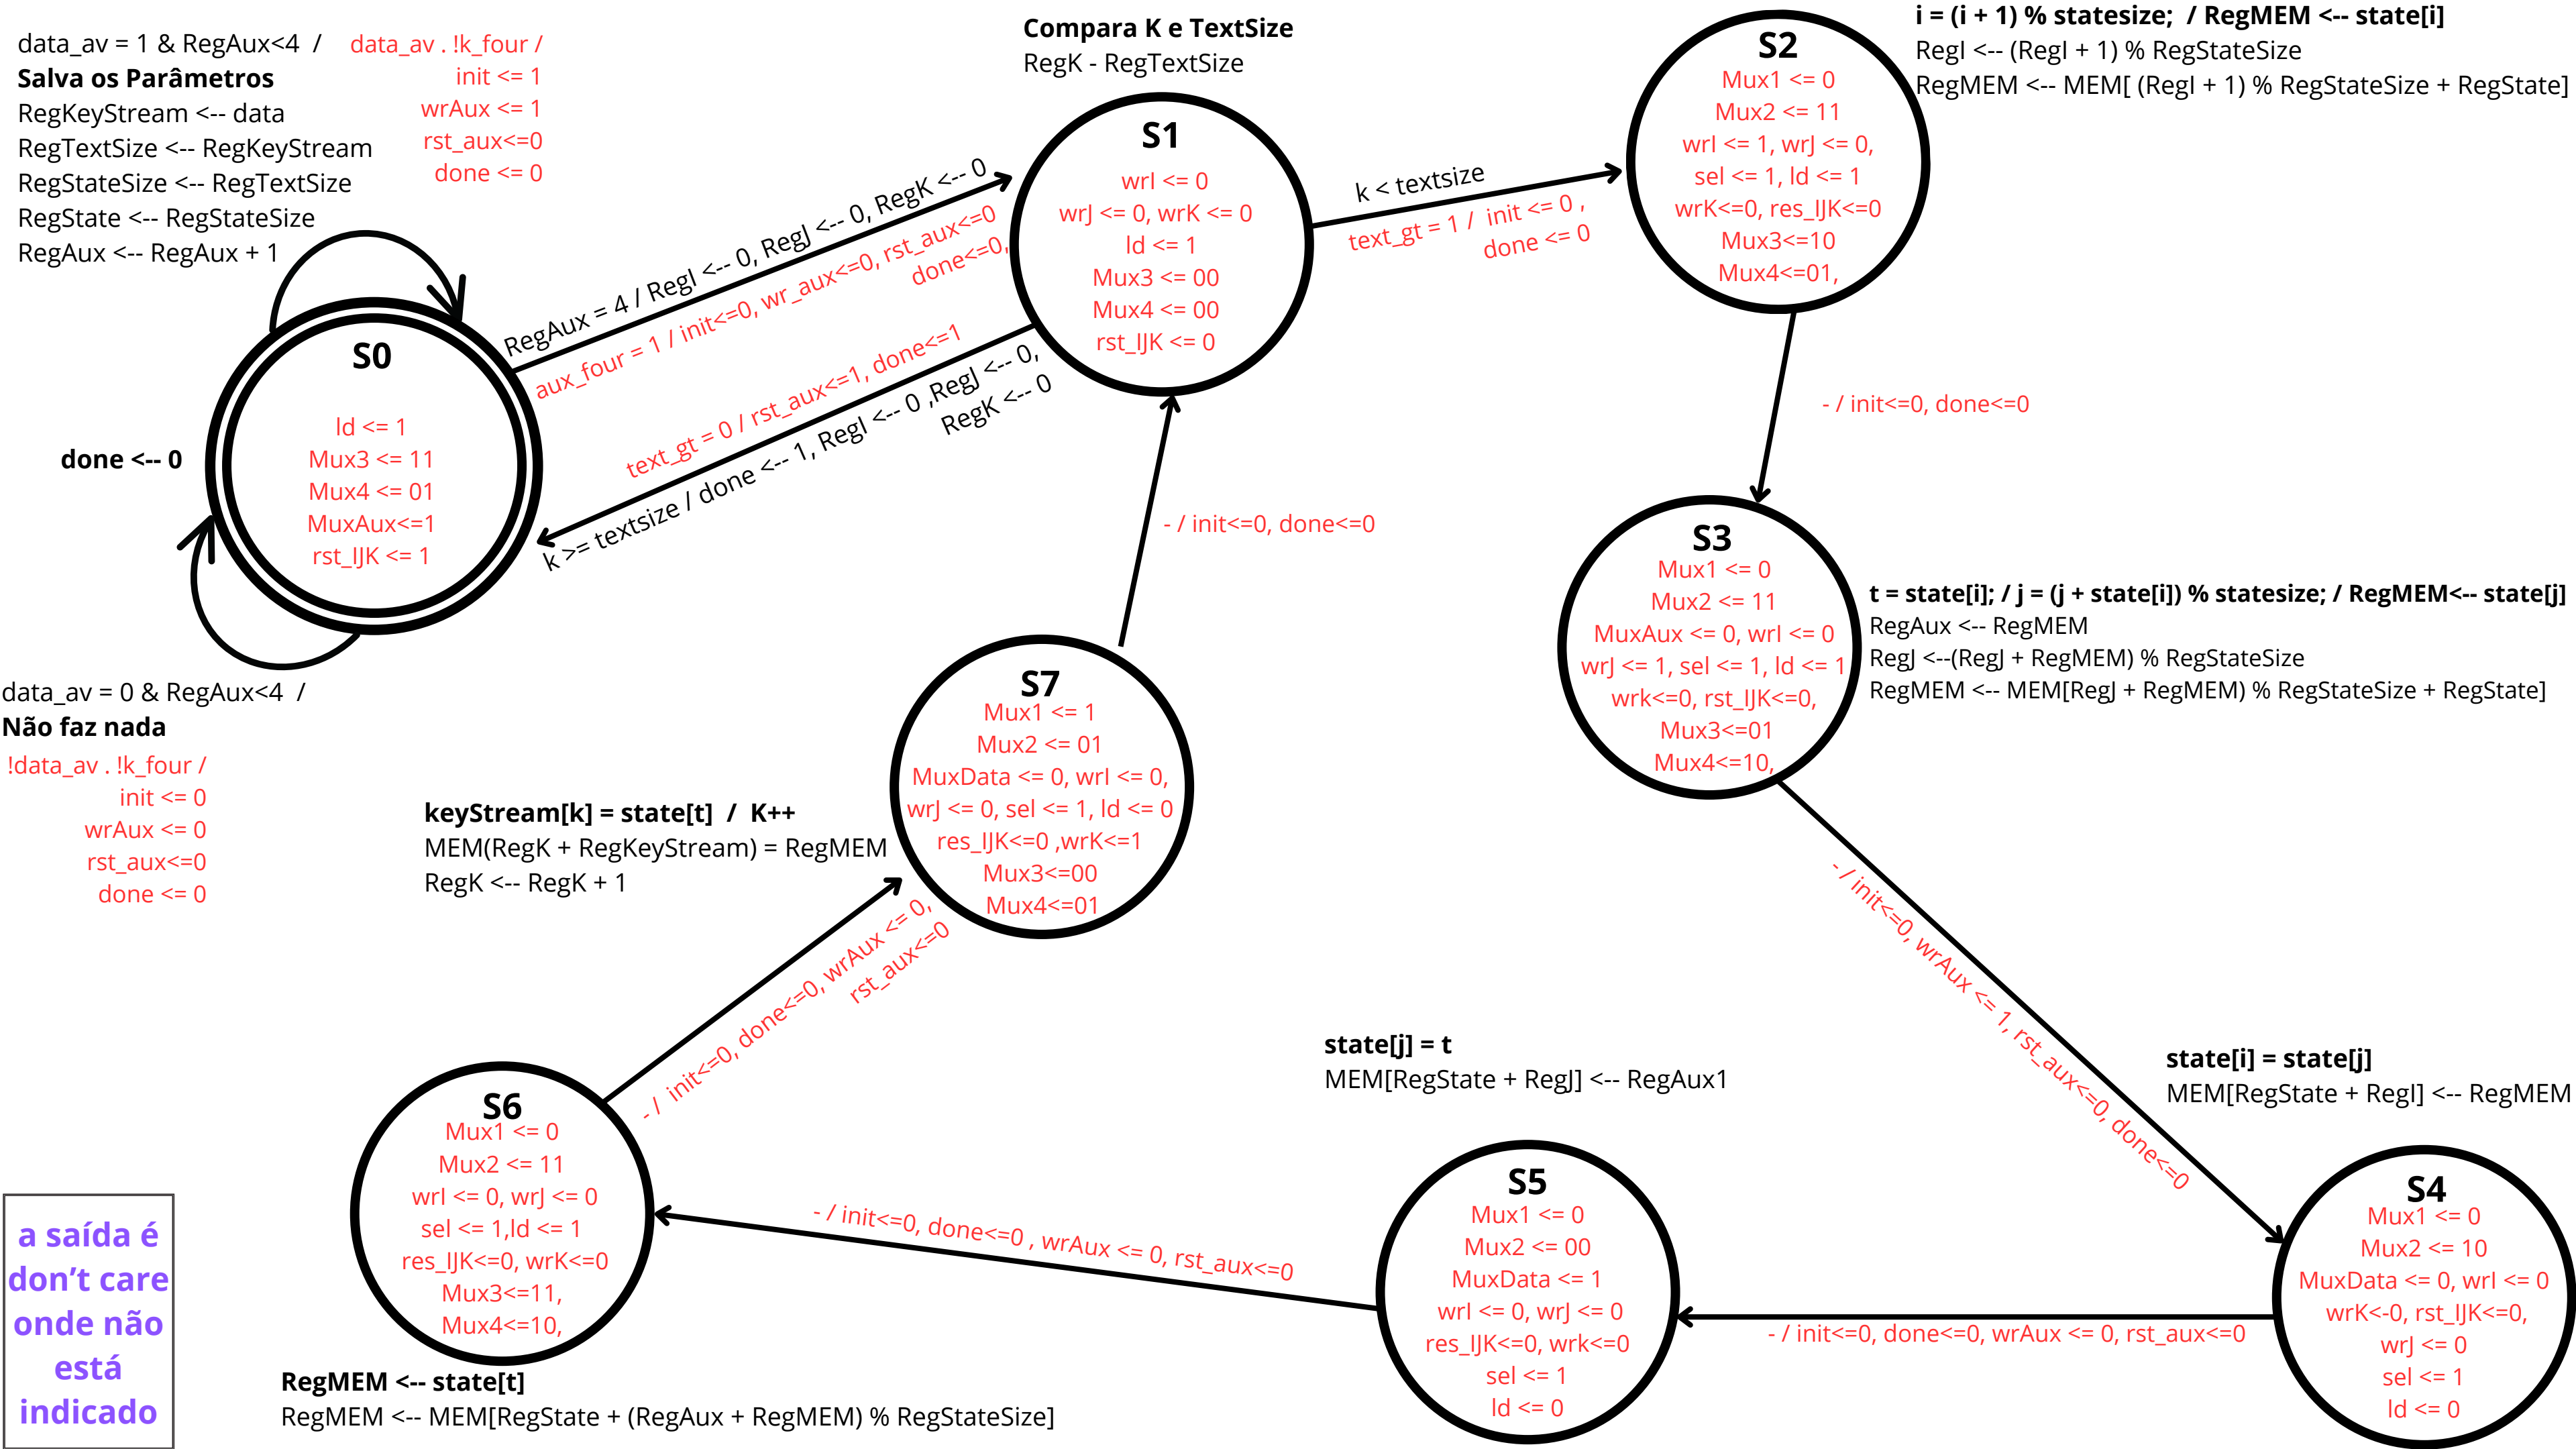 data_av = 1 & RegAux<4 /
Salva os Parâmetros
RegKeyStream <-- data
RegTextSize <-- RegKeyStream
RegStateSize <-- RegTextSize
RegState <-- RegStateSize
RegAux <-- RegAux + 1
data_av . !k_four /
init <= 1
wrAux <= 1
rst_aux<=0
done <= 0
S0
ld <= 1
Mux3 <= 11
Mux4 <= 01
MuxAux<=1
rst_IJK <= 1
done <-- 0
data_av = 0 & RegAux<4 /
Não faz nada
!data_av . !k_four /
init <= 0
wrAux <= 0
rst_aux<=0
done <= 0
RegAux = 4 / RegI <-- 0, RegJ <-- 0, RegK <-- 0
aux_four = 1 / init<=0, wr_aux<=0, rst_aux<=0
done<=0,
text_gt = 0 / rst_aux<=1, done<=1
k >= textsize / done <-- 1, RegI <-- 0 ,RegJ <-- 0,
RegK <-- 0
Compara K e TextSize
RegK - RegTextSize
S1
wrI <= 0
wrJ <= 0, wrK <= 0
ld <= 1
Mux3 <= 00
Mux4 <= 00
rst_IJK <= 0
k < textsize
text_gt = 1 / init <= 0 ,
done <= 0
i = (i + 1) % statesize; / RegMEM <-- state[i]
RegI <-- (RegI + 1) % RegStateSize
RegMEM <-- MEM[ (RegI + 1) % RegStateSize + RegState]
S2
Mux1 <= 0
Mux2 <= 11
wrI <= 1, wrJ <= 0,
sel <= 1, ld <= 1
wrK<=0, res_IJK<=0
Mux3<=10
Mux4<=01,
- / init<=0, done<=0
S3
Mux1 <= 0
Mux2 <= 11
MuxAux <= 0, wrI <= 0
wrJ <= 1, sel <= 1, ld <= 1
wrk<=0, rst_IJK<=0,
Mux3<=01
Mux4<=10,
t = state[i]; / j = (j + state[i]) % statesize; / RegMEM<-- state[j]
RegAux <-- RegMEM
RegJ <--(RegJ + RegMEM) % RegStateSize
RegMEM <-- MEM[RegJ + RegMEM) % RegStateSize + RegState]
- / init<=0, wrAux <= 1, rst_aux<=0, done<=0
state[i] = state[j]
MEM[RegState + RegI] <-- RegMEM
S4
Mux1 <= 0
Mux2 <= 10
MuxData <= 0, wrI <= 0
wrK<-0, rst_IJK<=0,
wrJ <= 0
sel <= 1
ld <= 0
- / init<=0, done<=0, wrAux <= 0, rst_aux<=0
state[j] = t
MEM[RegState + RegJ] <-- RegAux1
S5
Mux1 <= 0
Mux2 <= 00
MuxData <= 1
wrI <= 0, wrJ <= 0
res_IJK<=0, wrk<=0
sel <= 1
ld <= 0
- / init<=0, done<=0 , wrAux <= 0, rst_aux<=0
S6
Mux1 <= 0
Mux2 <= 11
wrI <= 0, wrJ <= 0
sel <= 1,ld <= 1
res_IJK<=0, wrK<=0
Mux3<=11,
Mux4<=10,
RegMEM <-- state[t]
RegMEM <-- MEM[RegState + (RegAux + RegMEM) % RegStateSize]
- / init<=0, done<=0, wrAux <= 0,
rst_aux<=0
keyStream[k] = state[t] / K++
MEM(RegK + RegKeyStream) = RegMEM
RegK <-- RegK + 1
S7
Mux1 <= 1
Mux2 <= 01
MuxData <= 0, wrI <= 0,
wrJ <= 0, sel <= 1, ld <= 0
res_IJK<=0 ,wrK<=1
Mux3<=00
Mux4<=01
- / init<=0, done<=0
a saída é
don’t care
onde não
está
indicado